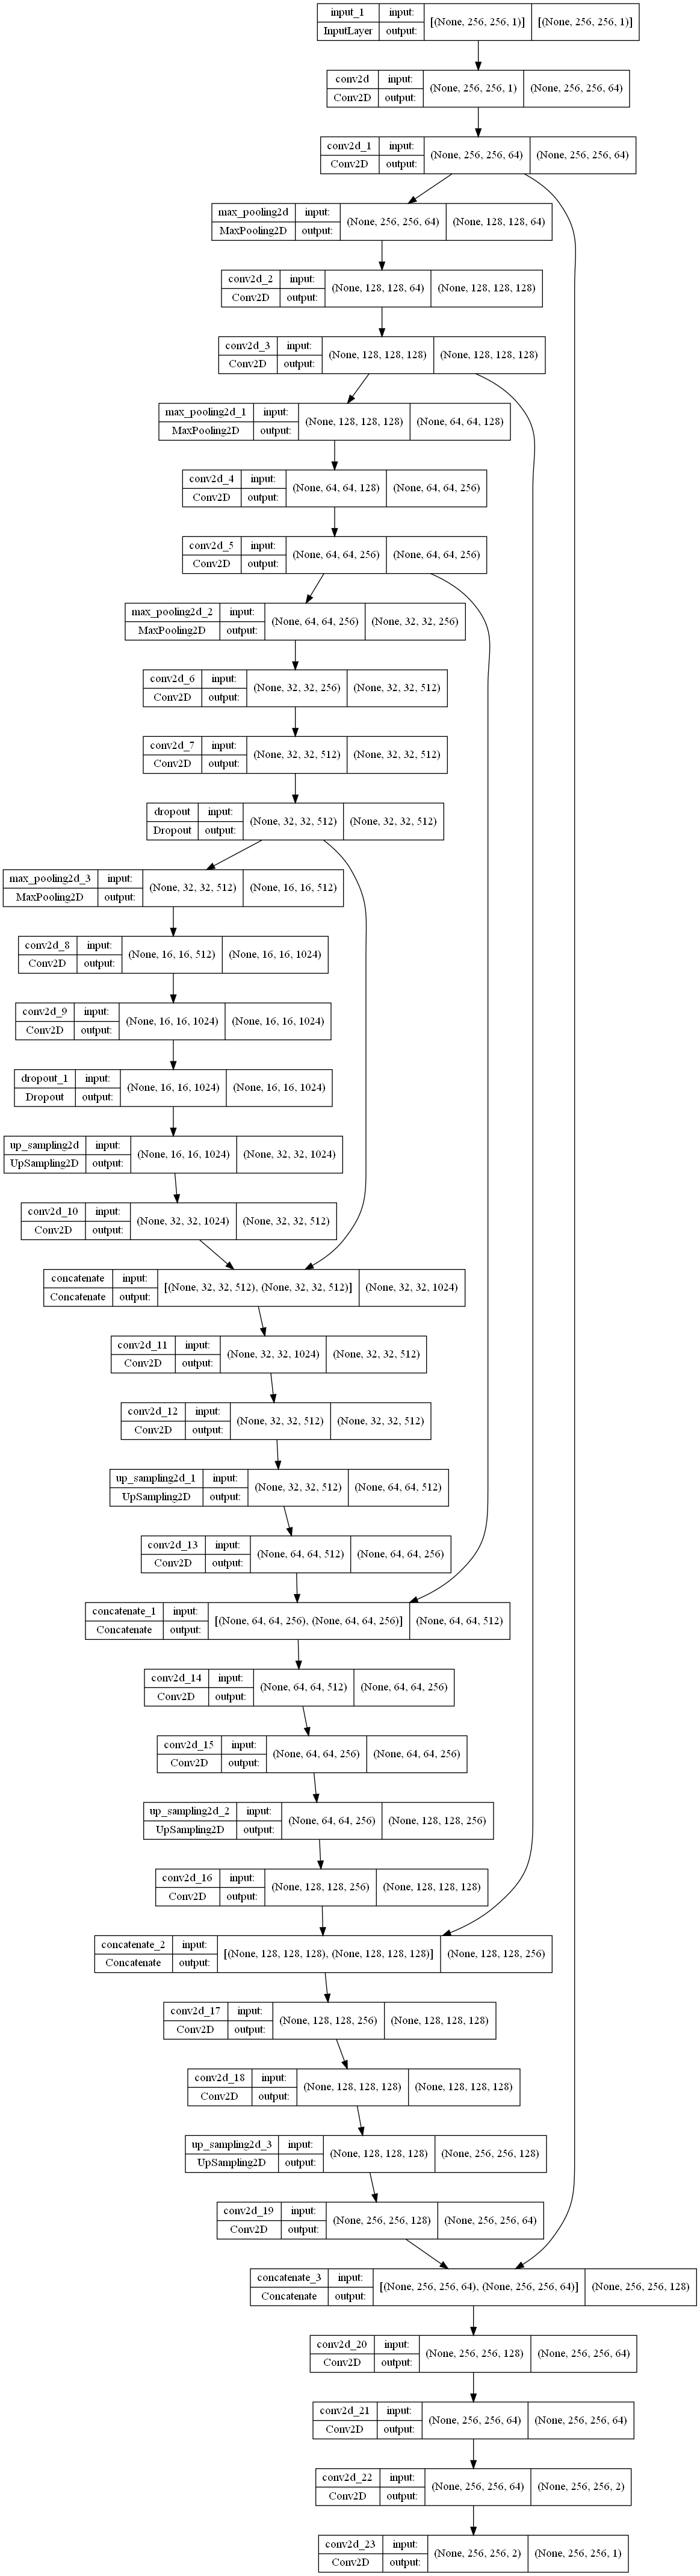 input_1 input: [(None, 256, 256, 1)] [(None, 256, 256, 1)]
InputLayer output:
conv2d input: (None, 256, 256, 1) (None, 256, 256, 64)
Conv2D output:
conv2d_1 input: (None, 256, 256, 64) (None, 256, 256, 64)
Conv2D output:
max_pooling2d input: (None, 256, 256, 64) (None, 128, 128, 64)
MaxPooling2D output:
conv2d_2 input: (None, 128, 128, 64) (None, 128, 128, 128)
Conv2D output:
conv2d_3 input: (None, 128, 128, 128) (None, 128, 128, 128)
Conv2D output:
max_pooling2d_1 input: (None, 128, 128, 128) (None, 64, 64, 128)
MaxPooling2D output:
conv2d_4 input: (None, 64, 64, 128) (None, 64, 64, 256)
Conv2D output:
conv2d_5 input: (None, 64, 64, 256) (None, 64, 64, 256)
Conv2D output:
max_pooling2d_2 input: (None, 64, 64, 256) (None, 32, 32, 256)
MaxPooling2D output:
conv2d_6 input: (None, 32, 32, 256) (None, 32, 32, 512)
Conv2D output:
conv2d_7 input: (None, 32, 32, 512) (None, 32, 32, 512)
Conv2D output:
dropout input: (None, 32, 32, 512) (None, 32, 32, 512)
Dropout output:
max_pooling2d_3 input: (None, 32, 32, 512) (None, 16, 16, 512)
MaxPooling2D output:
conv2d_8 input: (None, 16, 16, 512) (None, 16, 16, 1024)
Conv2D output:
conv2d_9 input: (None, 16, 16, 1024) (None, 16, 16, 1024)
Conv2D output:
dropout_1 input: (None, 16, 16, 1024) (None, 16, 16, 1024)
Dropout output:
up_sampling2d input: (None, 16, 16, 1024) (None, 32, 32, 1024)
UpSampling2D output:
conv2d_10 input: (None, 32, 32, 1024) (None, 32, 32, 512)
Conv2D output:
concatenate input: [(None, 32, 32, 512), (None, 32, 32, 512)] (None, 32, 32, 1024)
Concatenate output:
conv2d_11 input: (None, 32, 32, 1024) (None, 32, 32, 512)
Conv2D output:
conv2d_12 input: (None, 32, 32, 512) (None, 32, 32, 512)
Conv2D output:
up_sampling2d_1 input: (None, 32, 32, 512) (None, 64, 64, 512)
UpSampling2D output:
conv2d_13 input: (None, 64, 64, 512) (None, 64, 64, 256)
Conv2D output:
concatenate_1 input: [(None, 64, 64, 256), (None, 64, 64, 256)] (None, 64, 64, 512)
Concatenate output:
conv2d_14 input: (None, 64, 64, 512) (None, 64, 64, 256)
Conv2D output:
conv2d_15 input: (None, 64, 64, 256) (None, 64, 64, 256)
Conv2D output:
up_sampling2d_2 input: (None, 64, 64, 256) (None, 128, 128, 256)
UpSampling2D output:
conv2d_16 input: (None, 128, 128, 256) (None, 128, 128, 128)
Conv2D output:
concatenate_2 input: [(None, 128, 128, 128), (None, 128, 128, 128)] (None, 128, 128, 256)
Concatenate output:
conv2d_17 input: (None, 128, 128, 256) (None, 128, 128, 128)
Conv2D output:
conv2d_18 input: (None, 128, 128, 128) (None, 128, 128, 128)
Conv2D output:
up_sampling2d_3 input: (None, 128, 128, 128) (None, 256, 256, 128)
UpSampling2D output:
conv2d_19 input: (None, 256, 256, 128) (None, 256, 256, 64)
Conv2D output:
concatenate_3 input: [(None, 256, 256, 64), (None, 256, 256, 64)] (None, 256, 256, 128)
Concatenate output:
conv2d_20 input: (None, 256, 256, 128) (None, 256, 256, 64)
Conv2D output:
conv2d_21 input: (None, 256, 256, 64) (None, 256, 256, 64)
Conv2D output:
conv2d_22 input: (None, 256, 256, 64) (None, 256, 256, 2)
Conv2D output:
conv2d_23 input: (None, 256, 256, 2) (None, 256, 256, 1)
Conv2D output: